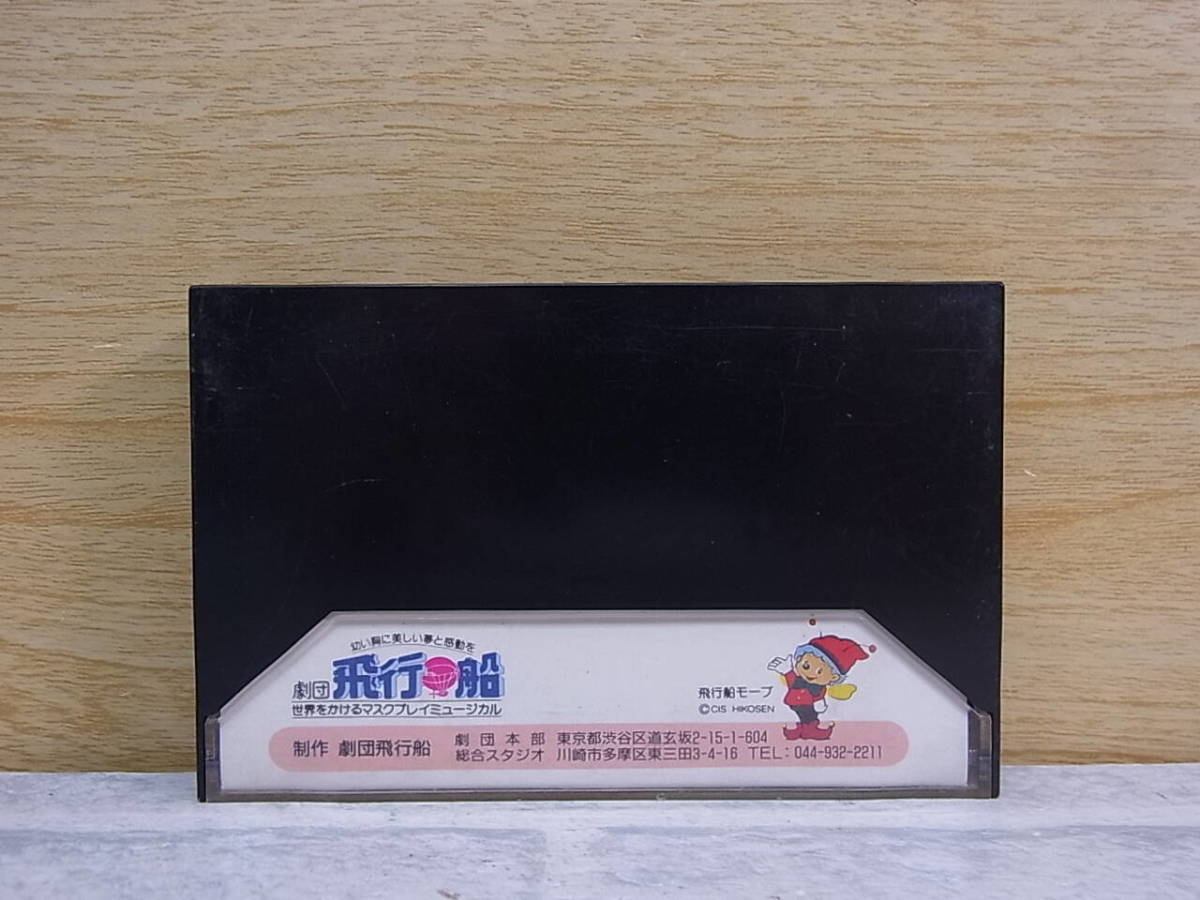 幼い胸に美しい夢と感動を
劇団 飛行船
世界をかけるマスクプレイミュージカル
飛行船モープ
©CIS HIKOSEN
制作 劇団飛行船
劇団本部 東京都渋谷区道玄坂2-15-1-604
総合スタジオ 川崎市多摩区東三田3-4-16 TEL：044-932-2211